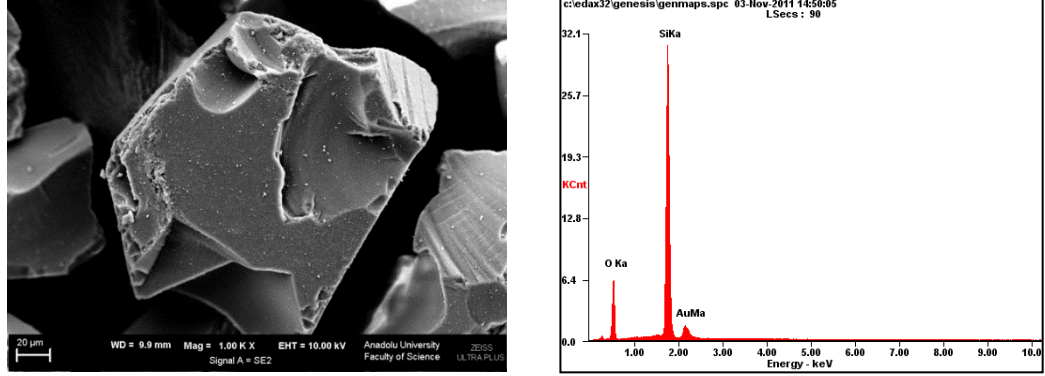 20 µm
WD = 9.9 mm Mag = 1.00 K X EHT = 10.00 kV
Signal A = SE2
Anadolu University
Faculty of Science
ZEISS
ULTRA PLUS
c:\edax32\genesis\genmaps.spc 03-Nov-2011 14:50:05
LSecs : 90
32.1
SiKa
25.7
19.3
KCnt
12.8
O Ka
6.4
AuMa
0.0
1.00 2.00 3.00 4.00 5.00 6.00 7.00 8.00 9.00 10.0
Energy - keV